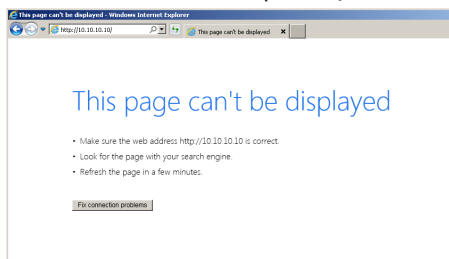 This page can't be displayed - Windows Internet Explorer
http://10.10.10.10/
This page can't be displayed
This page can't be displayed
• Make sure the web address http://10.10.10.10 is correct.
• Look for the page with your search engine.
• Refresh the page in a few minutes.
Fix connection problems